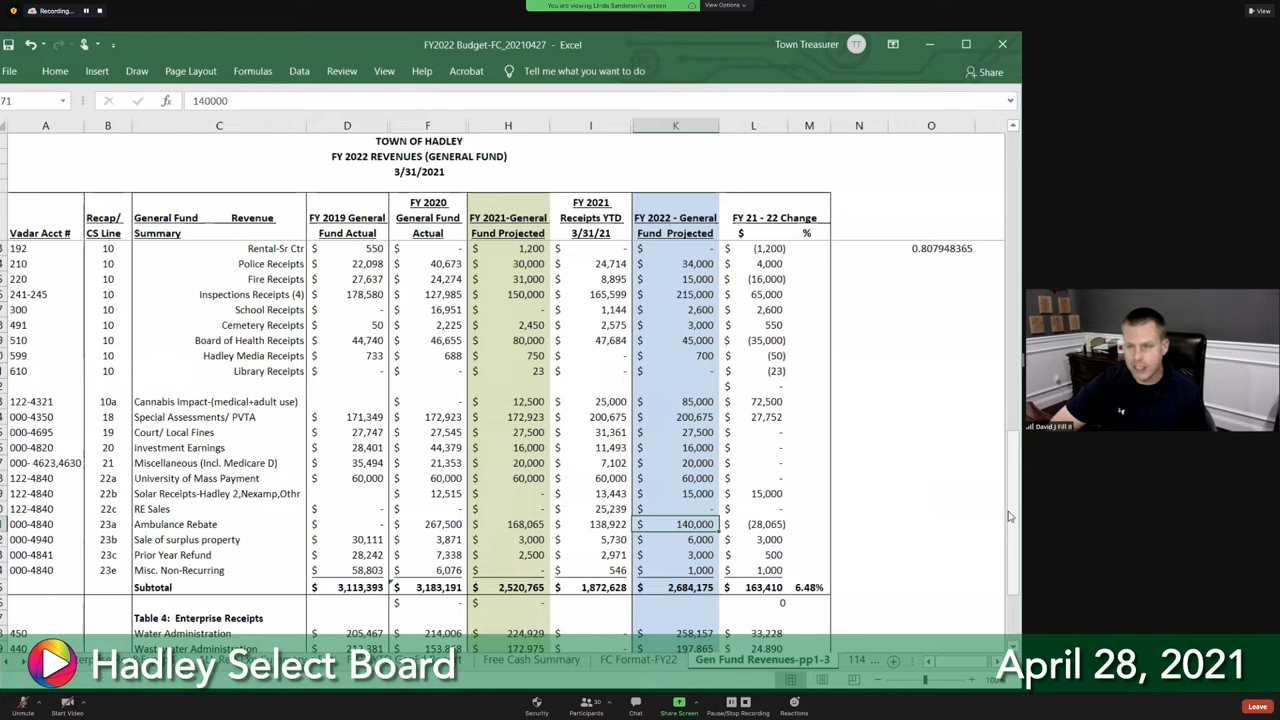 Recording...
You are viewing Linda Sanderson's screen View Options
View
FY2022 Budget-FC_20210427 - Excel
Town Treasurer TT
File Home Insert Draw Page Layout Formulas Data Review View Help Acrobat Tell me what you want to do Share
71 fx 140000
A B C D F H I K L M N O
TOWN OF HADLEY
FY 2022 REVENUES (GENERAL FUND)
3/31/2021
FY 2020 FY 2021
Recap/ General Fund Revenue FY 2019 General General Fund FY 2021-General Receipts YTD FY 2022 - General FY 21 - 22 Change
Vadar Acct # CS Line Summary Fund Actual Actual Fund Projected 3/31/21 Fund Projected $ %
192 10 Rental-Sr Ctr $ 550 $ - $ 1,200 $ - $ - $ (1,200) 0.807948365
210 10 Police Receipts $ 22,098 $ 40,673 $ 30,000 $ 24,714 $ 34,000 $ 4,000
220 10 Fire Receipts $ 27,637 $ 24,274 $ 31,000 $ 8,895 $ 15,000 $ (16,000)
241-245 10 Inspections Receipts (4) $ 178,580 $ 127,985 $ 150,000 $ 165,599 $ 215,000 $ 65,000
300 10 School Receipts $ - $ 16,951 $ - $ 1,144 $ 2,600 $ 2,600
491 10 Cemetery Receipts $ 50 $ 2,225 $ 2,450 $ 2,575 $ 3,000 $ 550
510 10 Board of Health Receipts $ 44,740 $ 46,655 $ 80,000 $ 47,684 $ 45,000 $ (35,000)
599 10 Hadley Media Receipts $ 733 $ 688 $ 750 $ - $ 700 $ (50)
610 10 Library Receipts $ - $ - $ 23 $ - $ - $ (23)
$ -
122-4321 10a Cannabis Impact-(medical+adult use) $ - $ 12,500 $ 25,000 $ 85,000 $ 72,500
000-4350 18 Special Assessments/ PVTA $ 171,349 $ 172,923 $ 172,923 $ 200,675 $ 200,675 $ 27,752
000-4695 19 Court/ Local Fines $ 27,747 $ 27,545 $ 27,500 $ 31,361 $ 27,500 $ -
000-4820 20 Investment Earnings $ 28,401 $ 44,379 $ 16,000 $ 11,493 $ 16,000 $ -
000- 4623,4630 21 Miscellaneous (Incl. Medicare D) $ 35,494 $ 21,353 $ 20,000 $ 7,102 $ 20,000 $ -
122-4840 22a University of Mass Payment $ 60,000 $ 60,000 $ 60,000 $ 60,000 $ 60,000 $ -
122-4840 22b Solar Receipts-Hadley 2,Nexamp,Othr $ 12,515 $ - $ 13,443 $ 15,000 $ 15,000
122-4840 22c RE Sales $ - $ 25,239 $ - $ -
000-4840 23a Ambulance Rebate $ - $ 267,500 $ 168,065 $ 138,922 $ 140,000 $ (28,065)
000-4940 23b Sale of surplus property $ 30,111 $ 3,871 $ 3,000 $ 5,730 $ 6,000 $ 3,000
000-4841 23c Prior Year Refund $ 28,242 $ 7,338 $ 2,500 $ 2,971 $ 3,000 $ 500
000-4840 23e Misc. Non-Recurring $ 58,803 $ 6,076 $ - $ 546 $ 1,000 $ 1,000
Subtotal $ 3,113,393 $ 3,183,191 $ 2,520,765 $ 1,872,628 $ 2,684,175 $ 163,410 6.48%
$ - $ - 0
Table 4: Enterprise Receipts
450 Water Administration $ 205,467 $ 214,006 $ 224,929 $ - $ 258,157 $ 33,228
440 Wastewater Administration $ 172,975 $ 197,865 $ 24,890
Free Cash Summary FC Format-FY22 Gen Fund Revenues-pp1-3 114 ...
David J Fill II
Hadley Select Board April 28, 2021
Unmute Start Video Security Participants 30 Chat Share Screen Pause/Stop Recording Reactions Leave